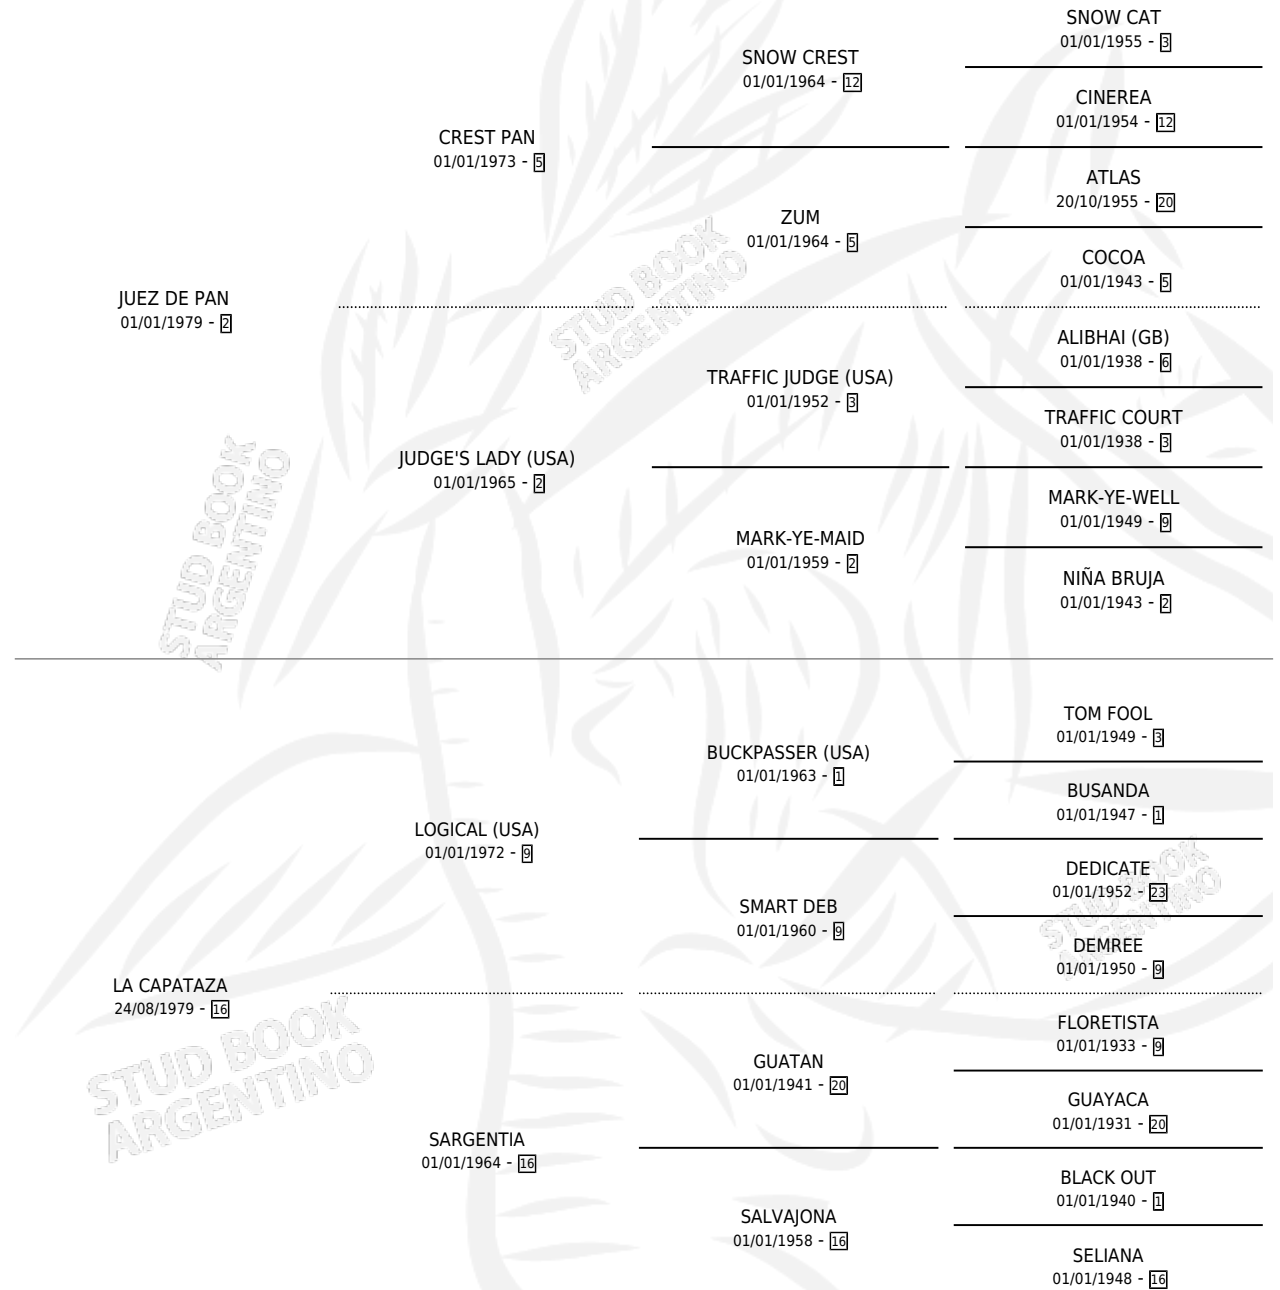 SNOW CAT
01/01/1955 - 3
SNOW CREST
01/01/1964 - 12
CINEREA
01/01/1954 - 12
CREST PAN
01/01/1973 - 5
ATLAS
20/10/1955 - 20
ZUM
01/01/1964 - 5
COCOA
01/01/1943 - 5
STUD BOOK
ARGENTINO
JUEZ DE PAN
01/01/1979 - 2
ALIBHAI (GB)
01/01/1938 - 6
TRAFFIC JUDGE (USA)
01/01/1952 - 3
TRAFFIC COURT
01/01/1938 - 3
JUDGE'S LADY (USA)
01/01/1965 - 2
MARK-YE-WELL
01/01/1949 - 9
MARK-YE-MAID
01/01/1959 - 2
NIÑA BRUJA
01/01/1943 - 2
STUD BOOK
ARGENTINO
TOM FOOL
01/01/1949 - 3
BUCKPASSER (USA)
01/01/1963 - 1
BUSANDA
01/01/1947 - 1
LOGICAL (USA)
01/01/1972 - 9
DEDICATE
01/01/1952 - 23
SMART DEB
01/01/1960 - 9
DEMREE
01/01/1950 - 9
STUD BOOK
ARGENTINO
LA CAPATAZA
24/08/1979 - 16
FLORETISTA
01/01/1933 - 9
GUATAN
01/01/1941 - 20
GUAYACA
01/01/1931 - 20
STUD BOOK
ARGENTINO
SARGENTIA
01/01/1964 - 16
BLACK OUT
01/01/1940 - 1
SALVAJONA
01/01/1958 - 16
SELIANA
01/01/1948 - 16